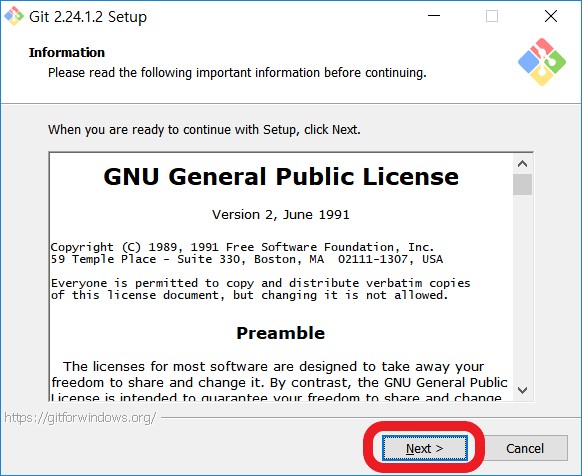 Git 2.24.1.2 Setup
Information
Please read the following important information before continuing.
When you are ready to continue with Setup, click Next.
GNU General Public License
Version 2, June 1991
Copyright (C) 1989, 1991 Free Software Foundation, Inc.
59 Temple Place - Suite 330, Boston, MA  02111-1307, USA
Everyone is permitted to copy and distribute verbatim copies
of this license document, but changing it is not allowed.
Preamble
The licenses for most software are designed to take away your
freedom to share and change it. By contrast, the GNU General Public
License is intended to guarantee your freedom to share and change
https://gitforwindows.org/
Next >
Cancel